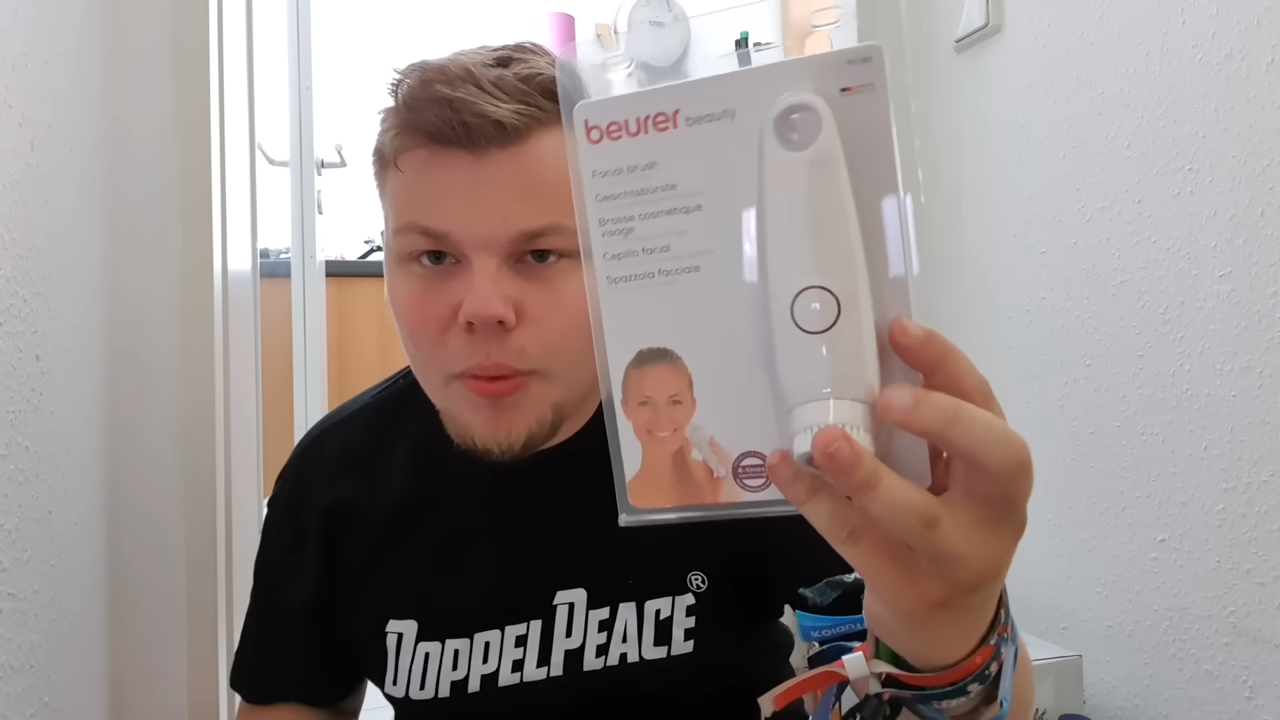 beurer beauty
Facial brush
Gesichtsbürste
Brosse cosmétique
visage
Cepillo facial
Spazzola facciale
DOPPELPEACE®